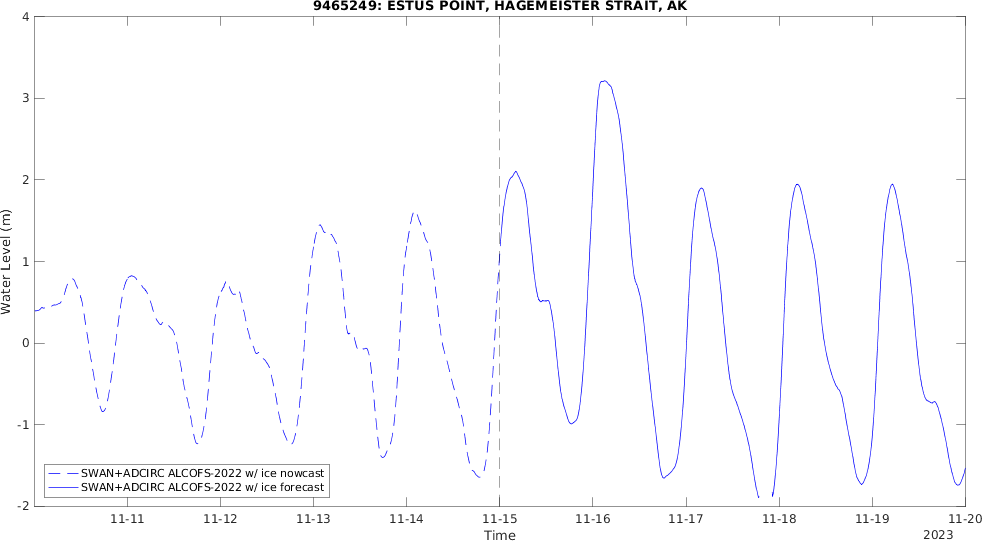 9465249: ESTUS POINT, HAGEMEISTER STRAIT, AK
4
3
2
1
0
-1
-2
Water Level (m)
SWAN+ADCIRC ALCOFS-2022 w/ ice nowcast
SWAN+ADCIRC ALCOFS-2022 w/ ice forecast
11-11 11-12 11-13 11-14 11-15 11-16 11-17 11-18 11-19 11-20
Time
2023